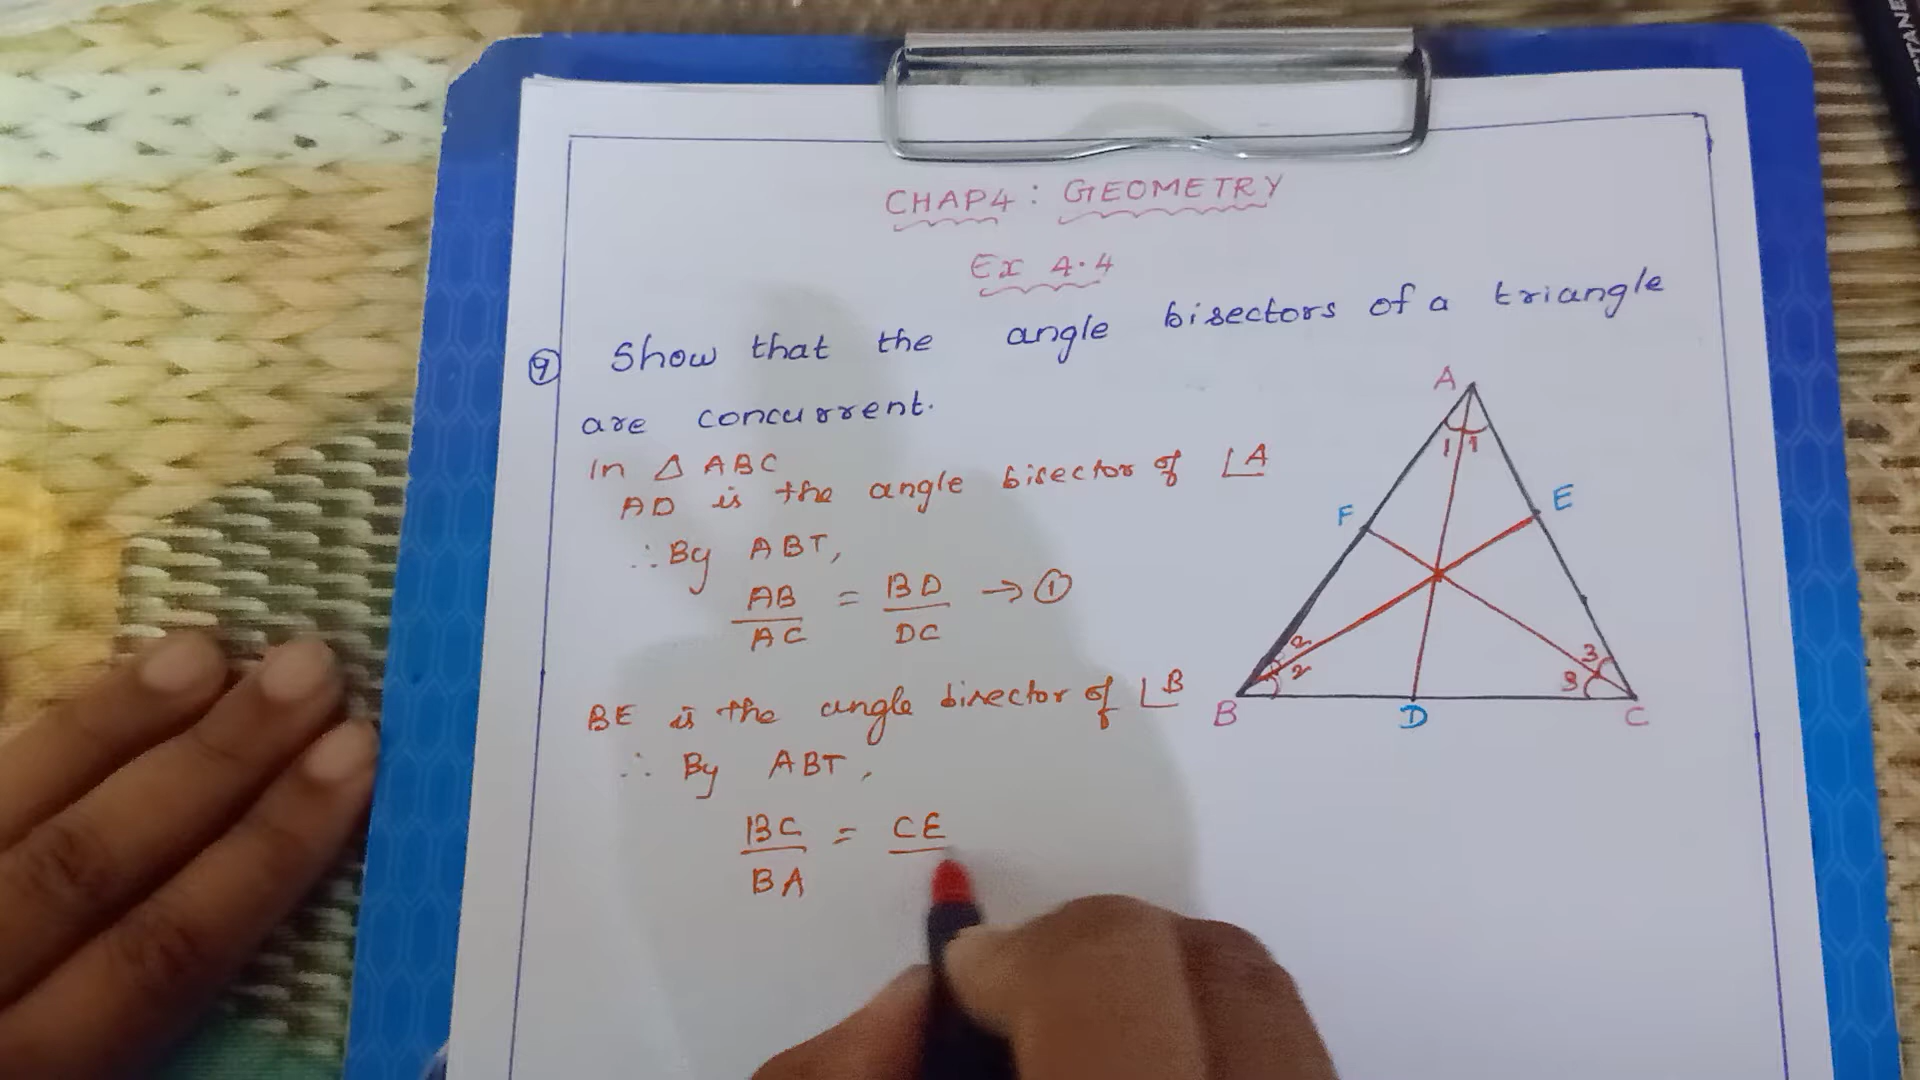 CHAP4 : GEOMETRY
Ex 4.4
⑨ Show that the angle bisectors of a triangle
are concurrent.
In △ ABC
AD is the angle bisector of ∠A
∴ By ABT,
AB/AC = BD/DC → ①
BE is the angle bisector of ∠B
∴ By ABT,
BC/BA = CE
A
1 1
F
E
2
2
3
3
B
D
C